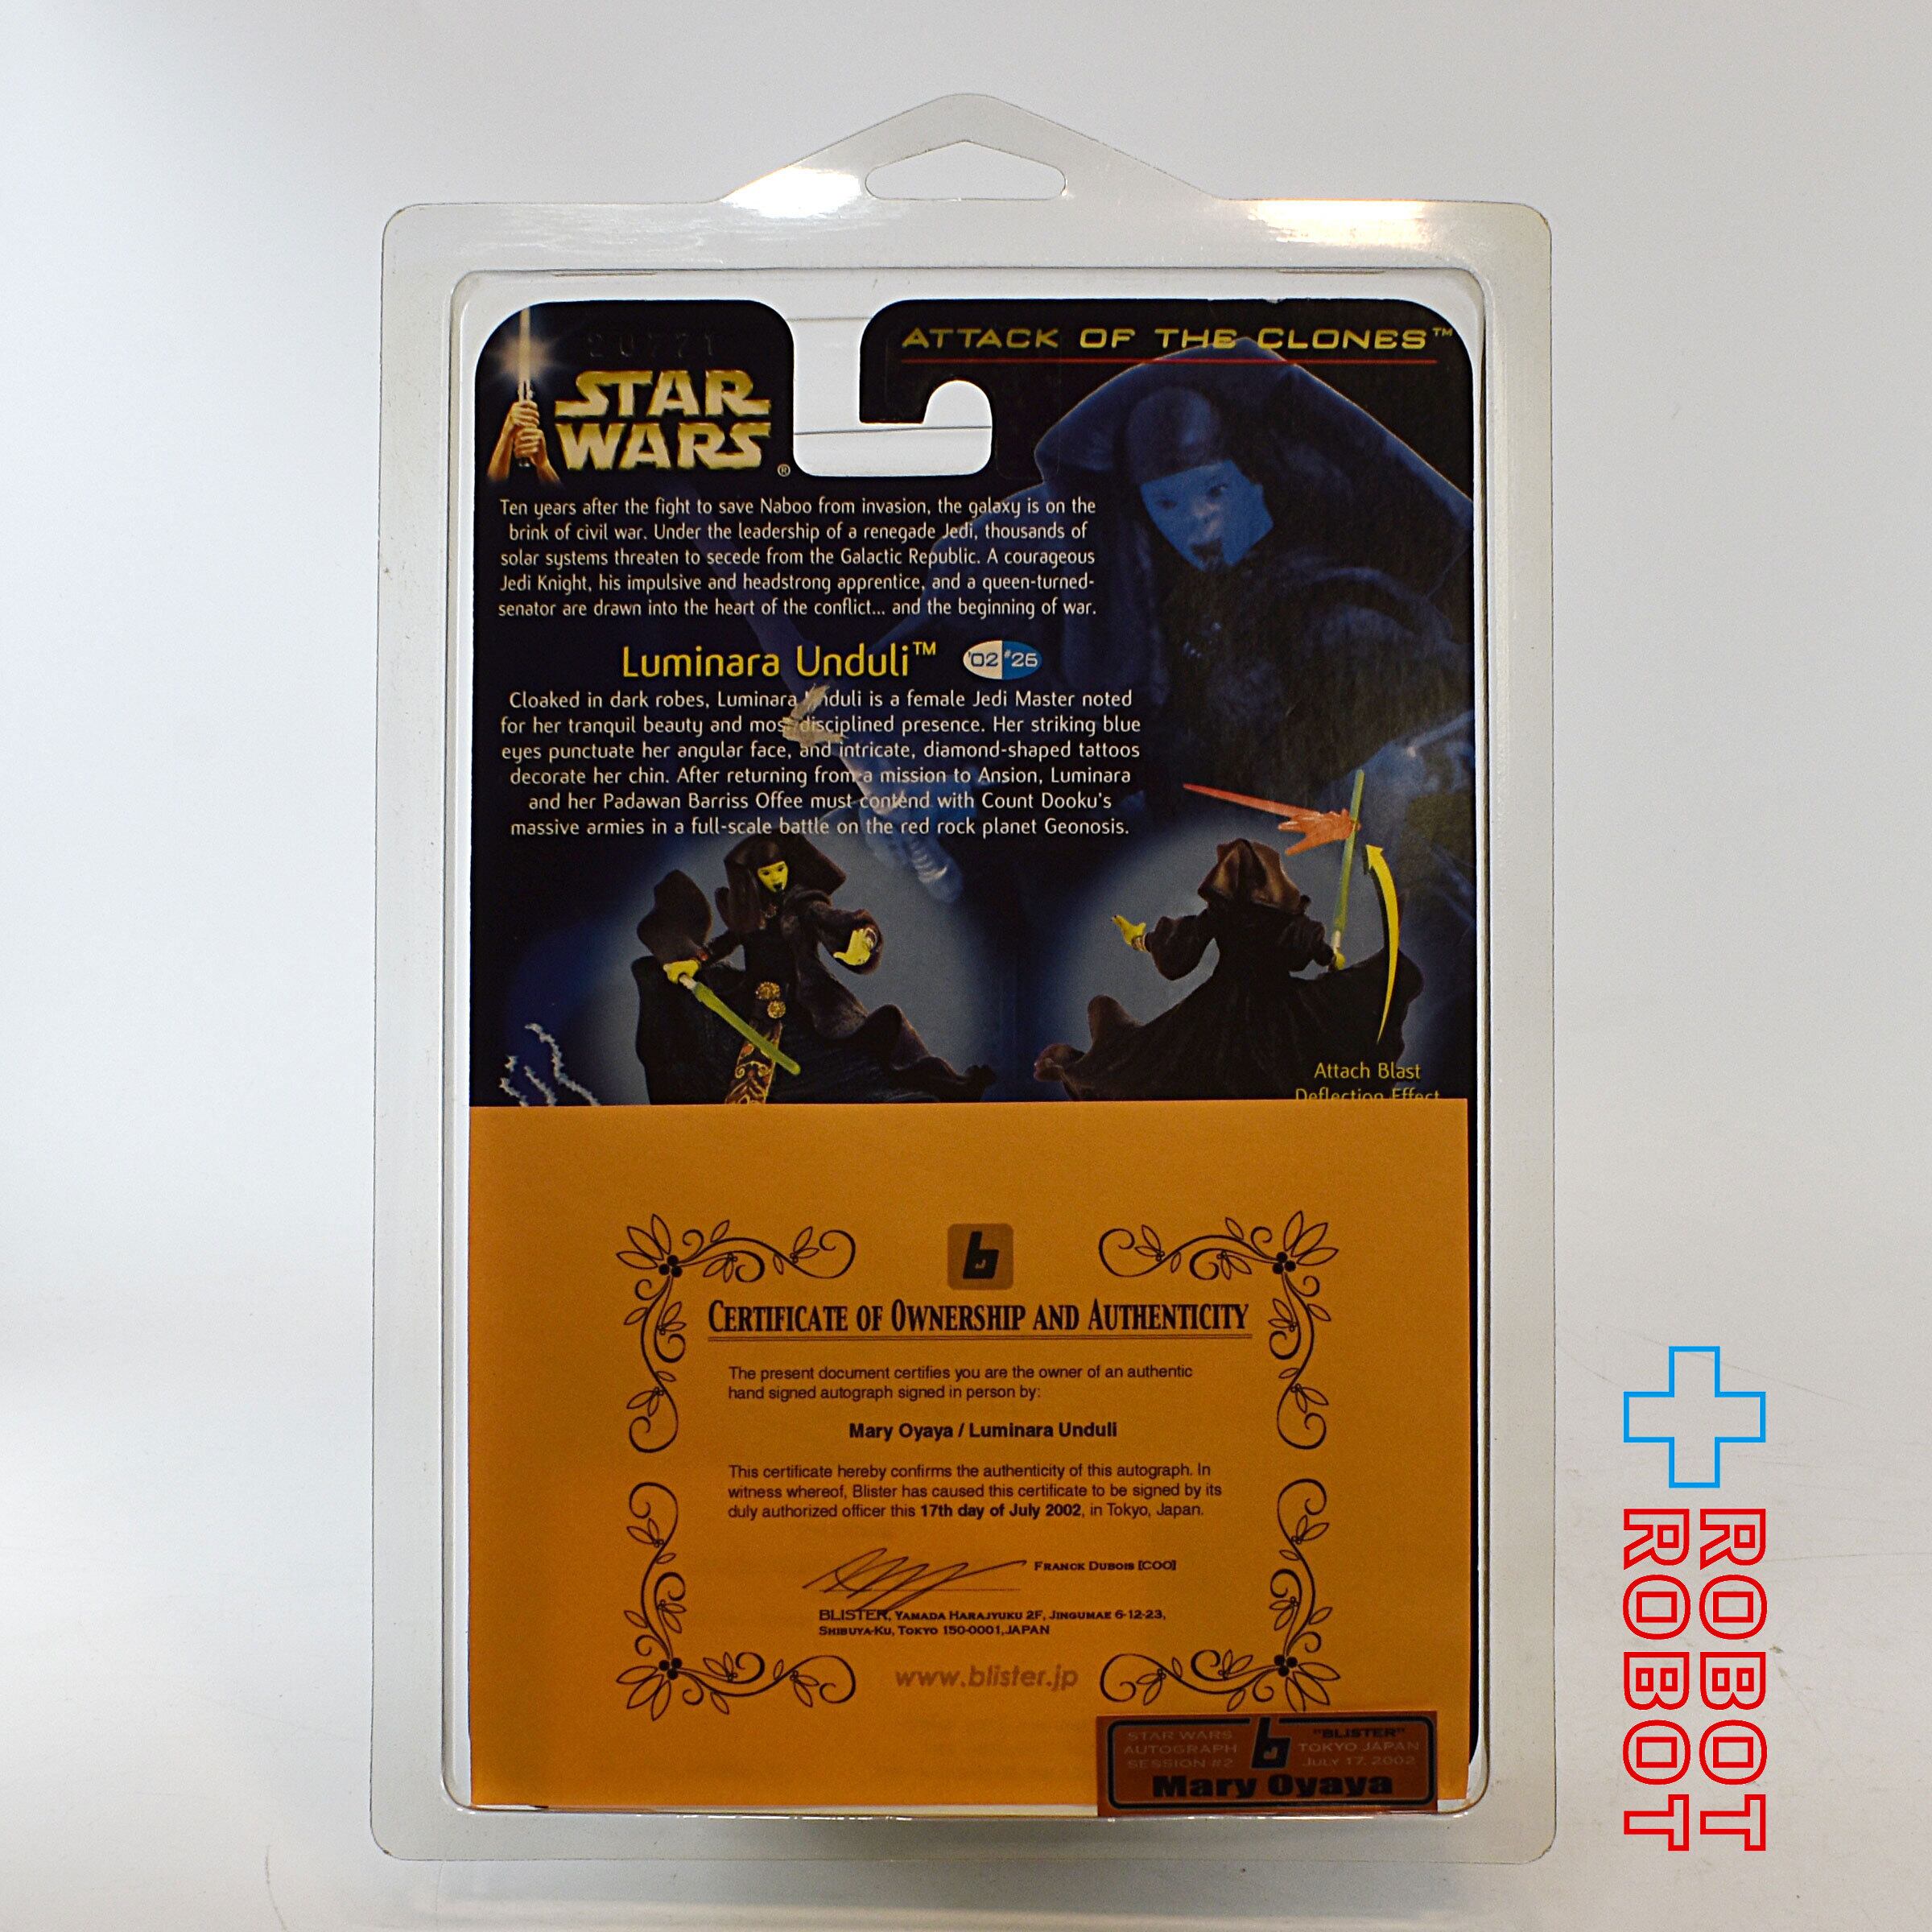 20771
STAR
WARS
®
ATTACK OF THE CLONES™
Ten years after the fight to save Naboo from invasion, the galaxy is on the
brink of civil war. Under the leadership of a renegade Jedi, thousands of
solar systems threaten to secede from the Galactic Republic. A courageous
Jedi Knight, his impulsive and headstrong apprentice, and a queen-turned-
senator are drawn into the heart of the conflict... and the beginning of war.
Luminara Unduli™ '02 #26
Cloaked in dark robes, Luminara Unduli is a female Jedi Master noted
for her tranquil beauty and most disciplined presence. Her striking blue
eyes punctuate her angular face, and intricate, diamond-shaped tattoos
decorate her chin. After returning from a mission to Ansion, Luminara
and her Padawan Barriss Offee must contend with Count Dooku's
massive armies in a full-scale battle on the red rock planet Geonosis.
Attach Blast
Deflection Effect
b
CERTIFICATE OF OWNERSHIP AND AUTHENTICITY
The present document certifies you are the owner of an authentic
hand signed autograph signed in person by:
Mary Oyaya / Luminara Unduli
This certificate hereby confirms the authenticity of this autograph. In
witness whereof, Blister has caused this certificate to be signed by its
duly authorized officer this 17th day of July 2002, in Tokyo, Japan.
FRANCK DUBOIS [COO]
BLISTER, YAMADA HARAJYUKU 2F, JINGUMAE 6-12-23,
SHIBUYA-KU, TOKYO 150-0001,JAPAN
www.blister.jp
STAR WARS
AUTOGRAPH
SESSION #2
b
"BLISTER"
TOKYO JAPAN
JULY 17, 2002
Mary Oyaya
ROBOT
ROBOT